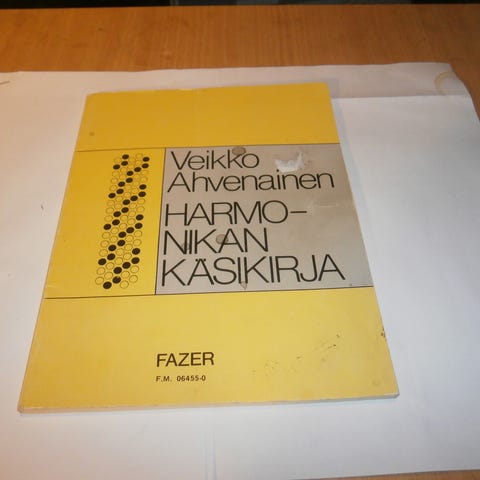 Veikko
Ahvenainen
HARMO-
NIKAN
KÄSIKIRJA
FAZER
F.M. 06455-0